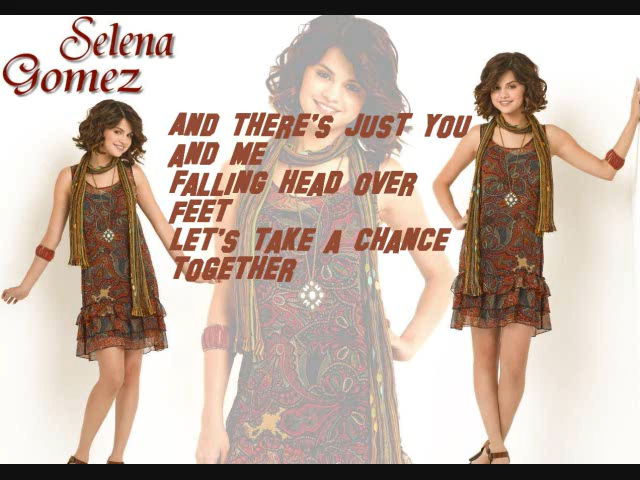 Selena
Gomez
AND THERE'S JUST YOU
AND ME
FALLING HEAD OVER
FEET
LET'S TAKE A CHANCE
TOGETHER